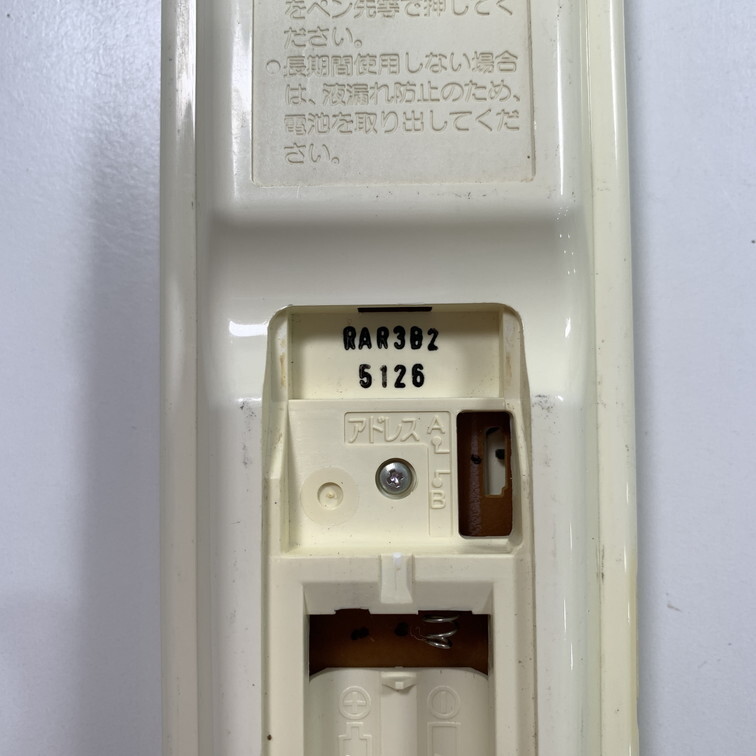 をペン先等で押してく
ださい。
○長期間使用しない場合
は、液漏れ防止のため、
電池を取り出してくだ
さい。
RAR3B2
5126
アドレス A
B
⊕ ⊖